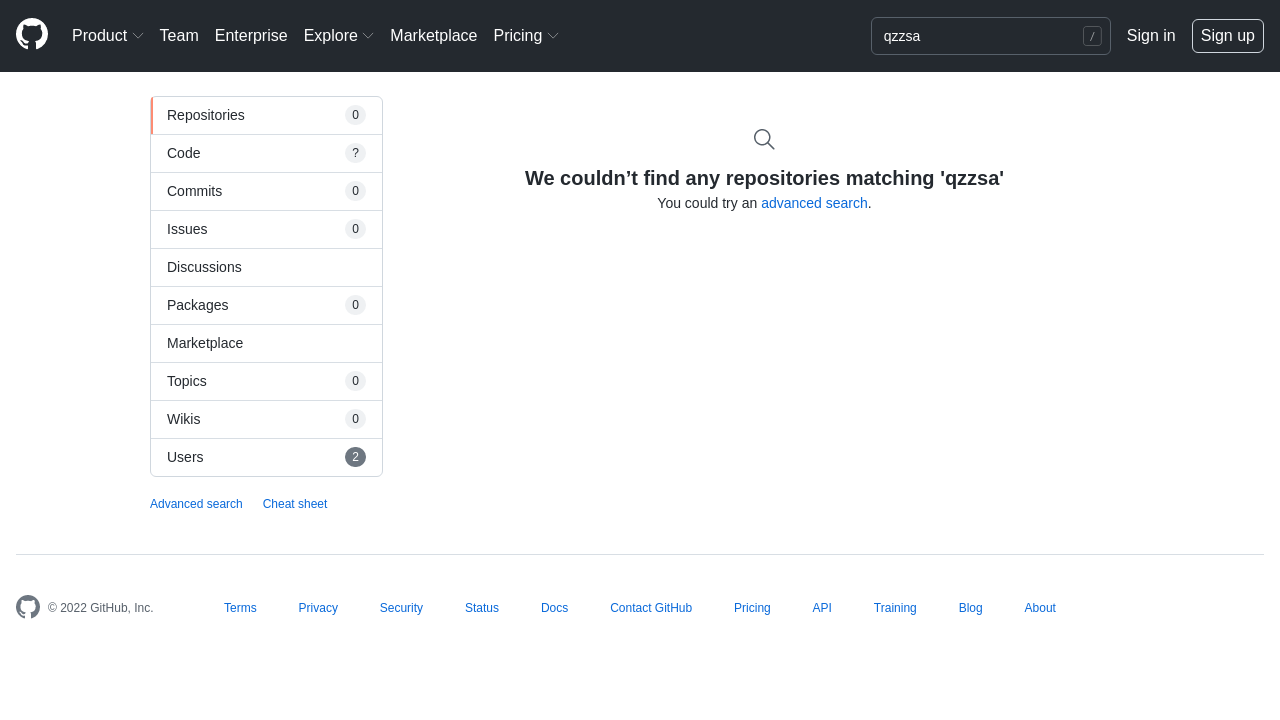 Product Team Enterprise Explore Marketplace Pricing qzzsa / Sign in Sign up
Repositories 0
Code ?
Commits 0
Issues 0
Discussions
Packages 0
Marketplace
Topics 0
Wikis 0
Users 2
Advanced search Cheat sheet
We couldn’t find any repositories matching 'qzzsa'
You could try an advanced search.
© 2022 GitHub, Inc. Terms Privacy Security Status Docs Contact GitHub Pricing API Training Blog About